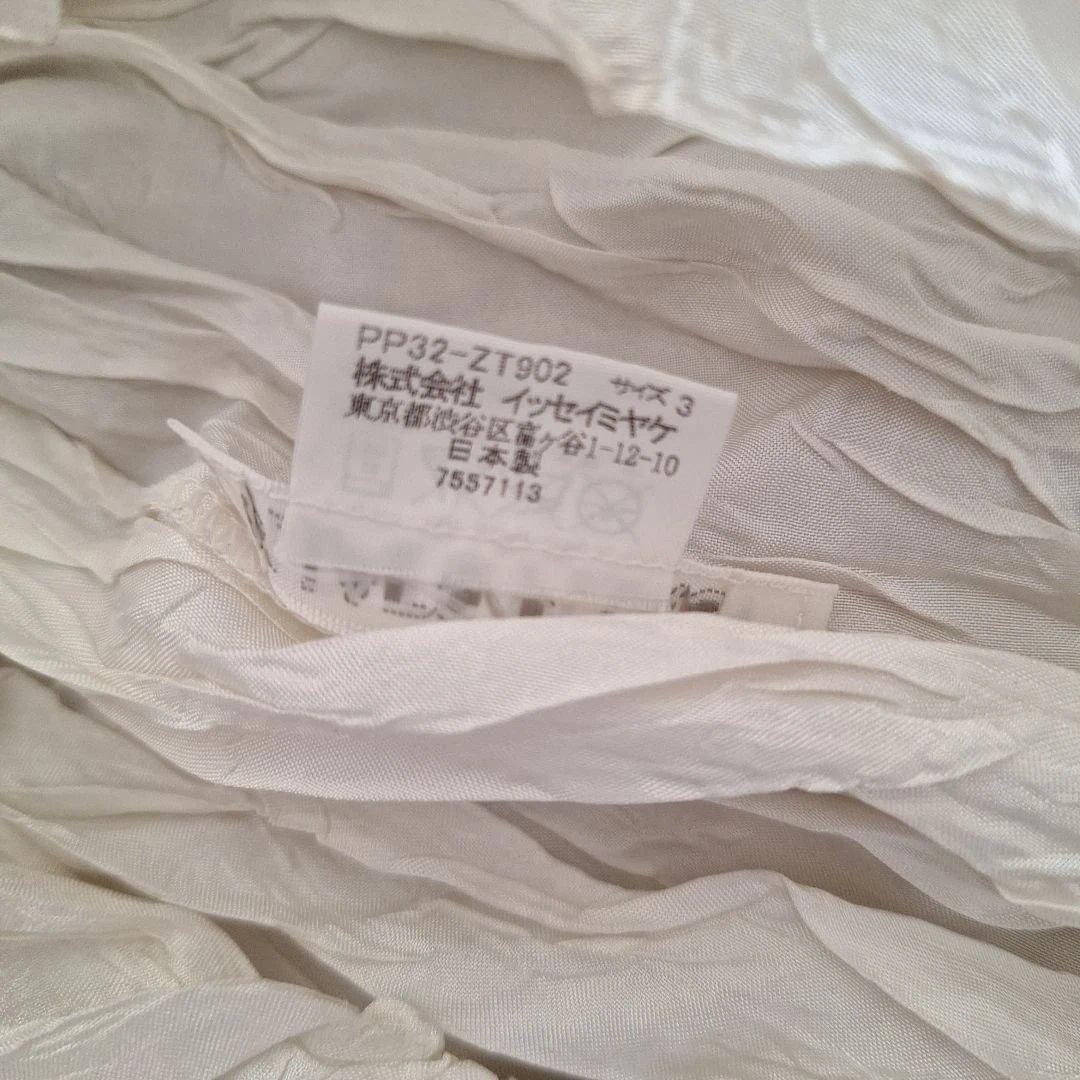 PP32-ZT902 サイズ 3
株式会社 イッセイミヤケ
東京都渋谷区富ヶ谷1-12-10
日本製
7557113